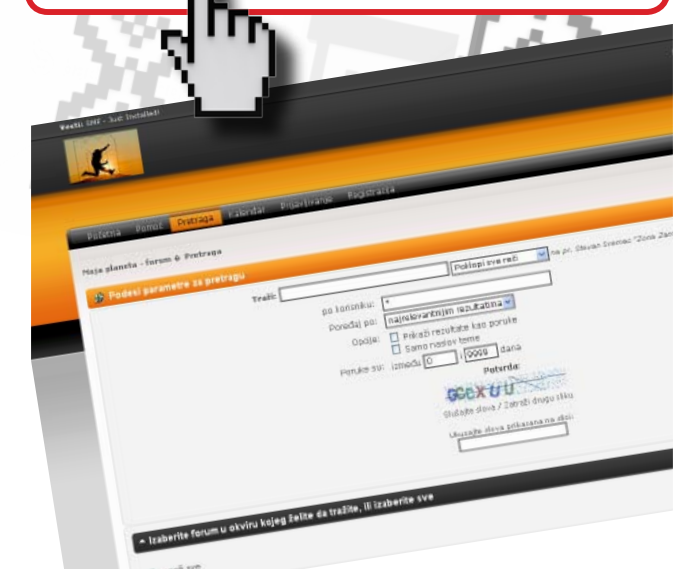 Vesti: SMF - Just Installed!
Početna Pomoć Pretraga Kalendar Prijavljivanje Registracija
Moja planeta - forum Pretraga
Podesi parametre za pretragu
Traži: Poklopi sve reči na pr. Stevan Sremac "Zona
po korisniku: *
Poređaj po: najrelevantnijim rezultatima
Opcije: Prikaži rezultate kao poruke
Samo naslov teme
Poruke su: između 0 i 9999 dana
Potvrda:
Slušajte slova / Zatraži drugu sliku
Ukucajte slova prikazana na slici:
Izaberite forum u okviru kojeg želite da tražite, ili izaberite sve
sve